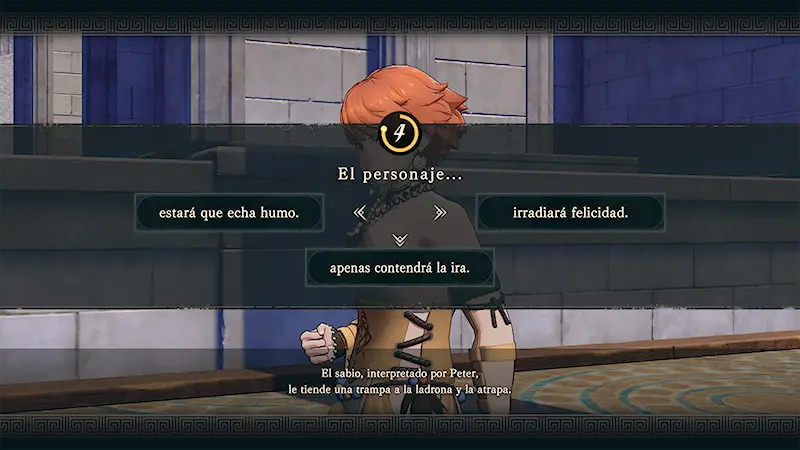 4
El personaje...
estará que echa humo.
irradiará felicidad.
apenas contendrá la ira.
El sabio, interpretado por Peter,
le tiende una trampa a la ladrona y la atrapa.